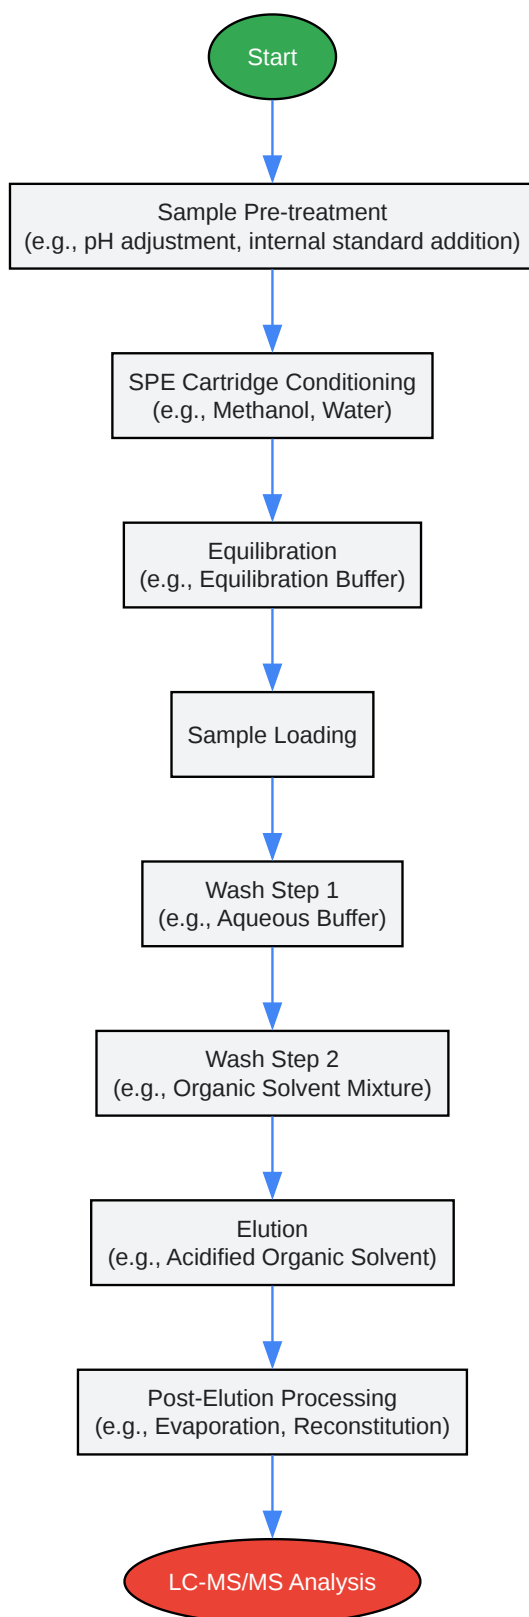 Start
Sample Pre-treatment
(e.g., pH adjustment, internal standard addition)
SPE Cartridge Conditioning
(e.g., Methanol, Water)
Equilibration
(e.g., Equilibration Buffer)
Sample Loading
Wash Step 1
(e.g., Aqueous Buffer)
Wash Step 2
(e.g., Organic Solvent Mixture)
Elution
(e.g., Acidified Organic Solvent)
Post-Elution Processing
(e.g., Evaporation, Reconstitution)
LC-MS/MS Analysis